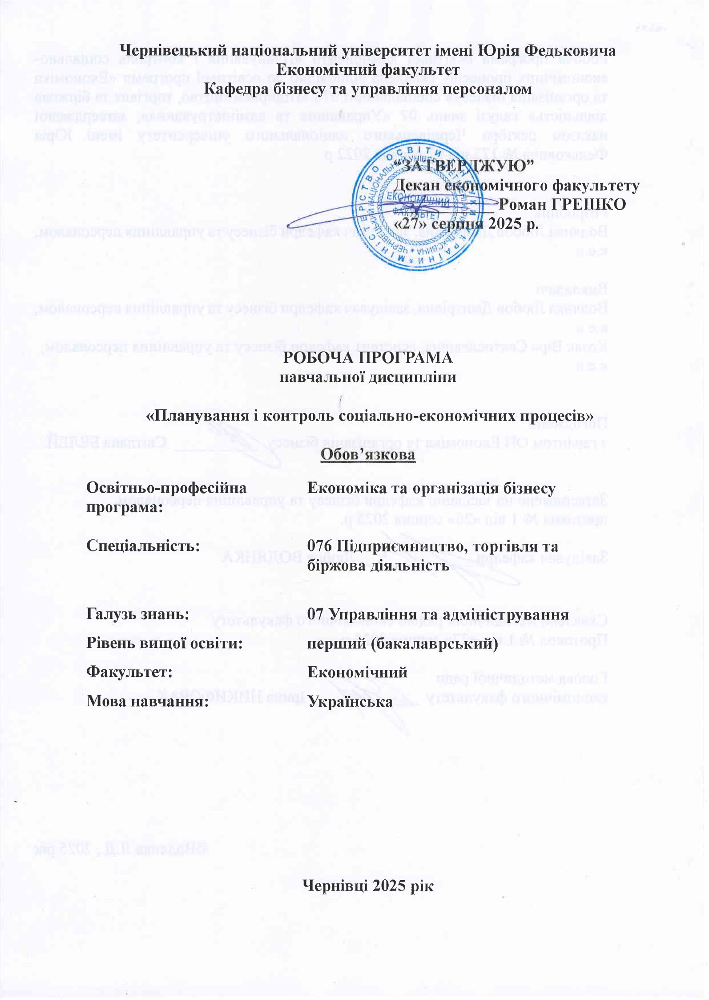 Чернівецький національний університет імені Юрія Федьковича
Економічний факультет
Кафедра бізнесу та управління персоналом
“ЗАТВЕРДЖУЮ”
Декан економічного факультету
Роман ГРЕШКО
«27» серпня 2025 р.
ЕКОНОМІЧНИЙ
ФАКУЛЬТЕТ
РОБОЧА ПРОГРАМА
навчальної дисципліни
«Планування і контроль соціально-економічних процесів»
Обов’язкова
Освітньо-професійна Економіка та організація бізнесу
програма:
Спеціальність: 076 Підприємництво, торгівля та
біржова діяльність
Галузь знань: 07 Управління та адміністрування
Рівень вищої освіти: перший (бакалаврський)
Факультет: Економічний
Мова навчання: Українська
Чернівці 2025 рік